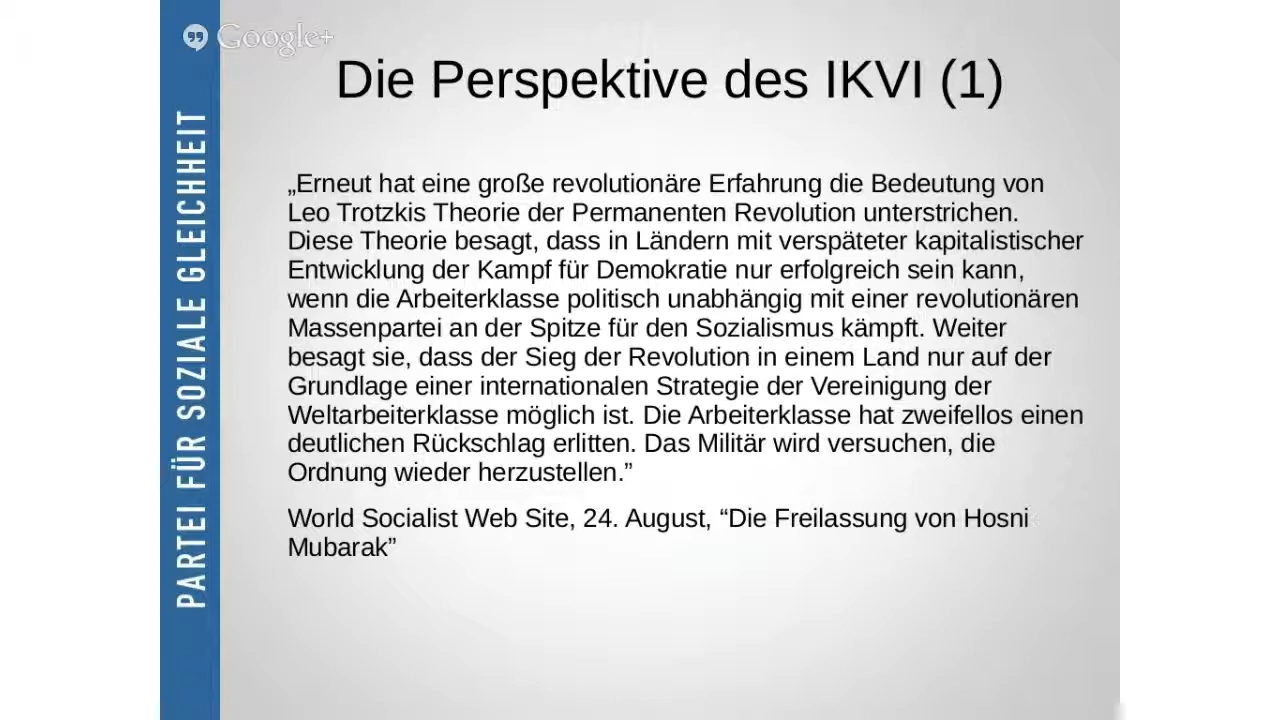 Google+
Die Perspektive des IKVI (1)
PARTEI FÜR SOZIALE GLEICHHEIT
„Erneut hat eine große revolutionäre Erfahrung die Bedeutung von
Leo Trotzkis Theorie der Permanenten Revolution unterstrichen.
Diese Theorie besagt, dass in Ländern mit verspäteter kapitalistischer
Entwicklung der Kampf für Demokratie nur erfolgreich sein kann,
wenn die Arbeiterklasse politisch unabhängig mit einer revolutionären
Massenpartei an der Spitze für den Sozialismus kämpft. Weiter
besagt sie, dass der Sieg der Revolution in einem Land nur auf der
Grundlage einer internationalen Strategie der Vereinigung der
Weltarbeiterklasse möglich ist. Die Arbeiterklasse hat zweifellos einen
deutlichen Rückschlag erlitten. Das Militär wird versuchen, die
Ordnung wieder herzustellen.”
World Socialist Web Site, 24. August, “Die Freilassung von Hosni
Mubarak”